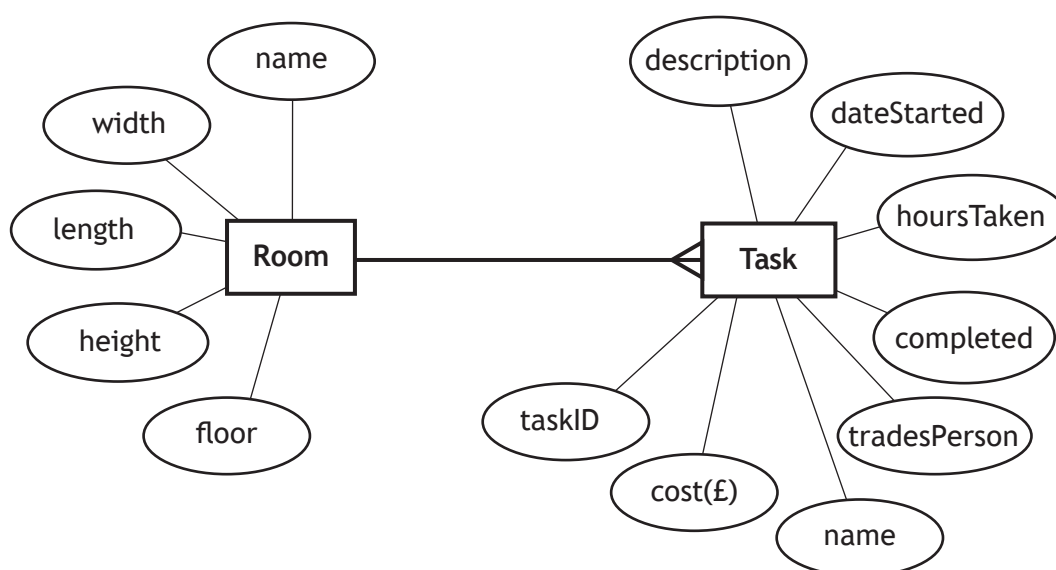 name
width
length
Room
height
floor
description
dateStarted
hoursTaken
Task
completed
taskID
tradesPerson
cost(£)
name